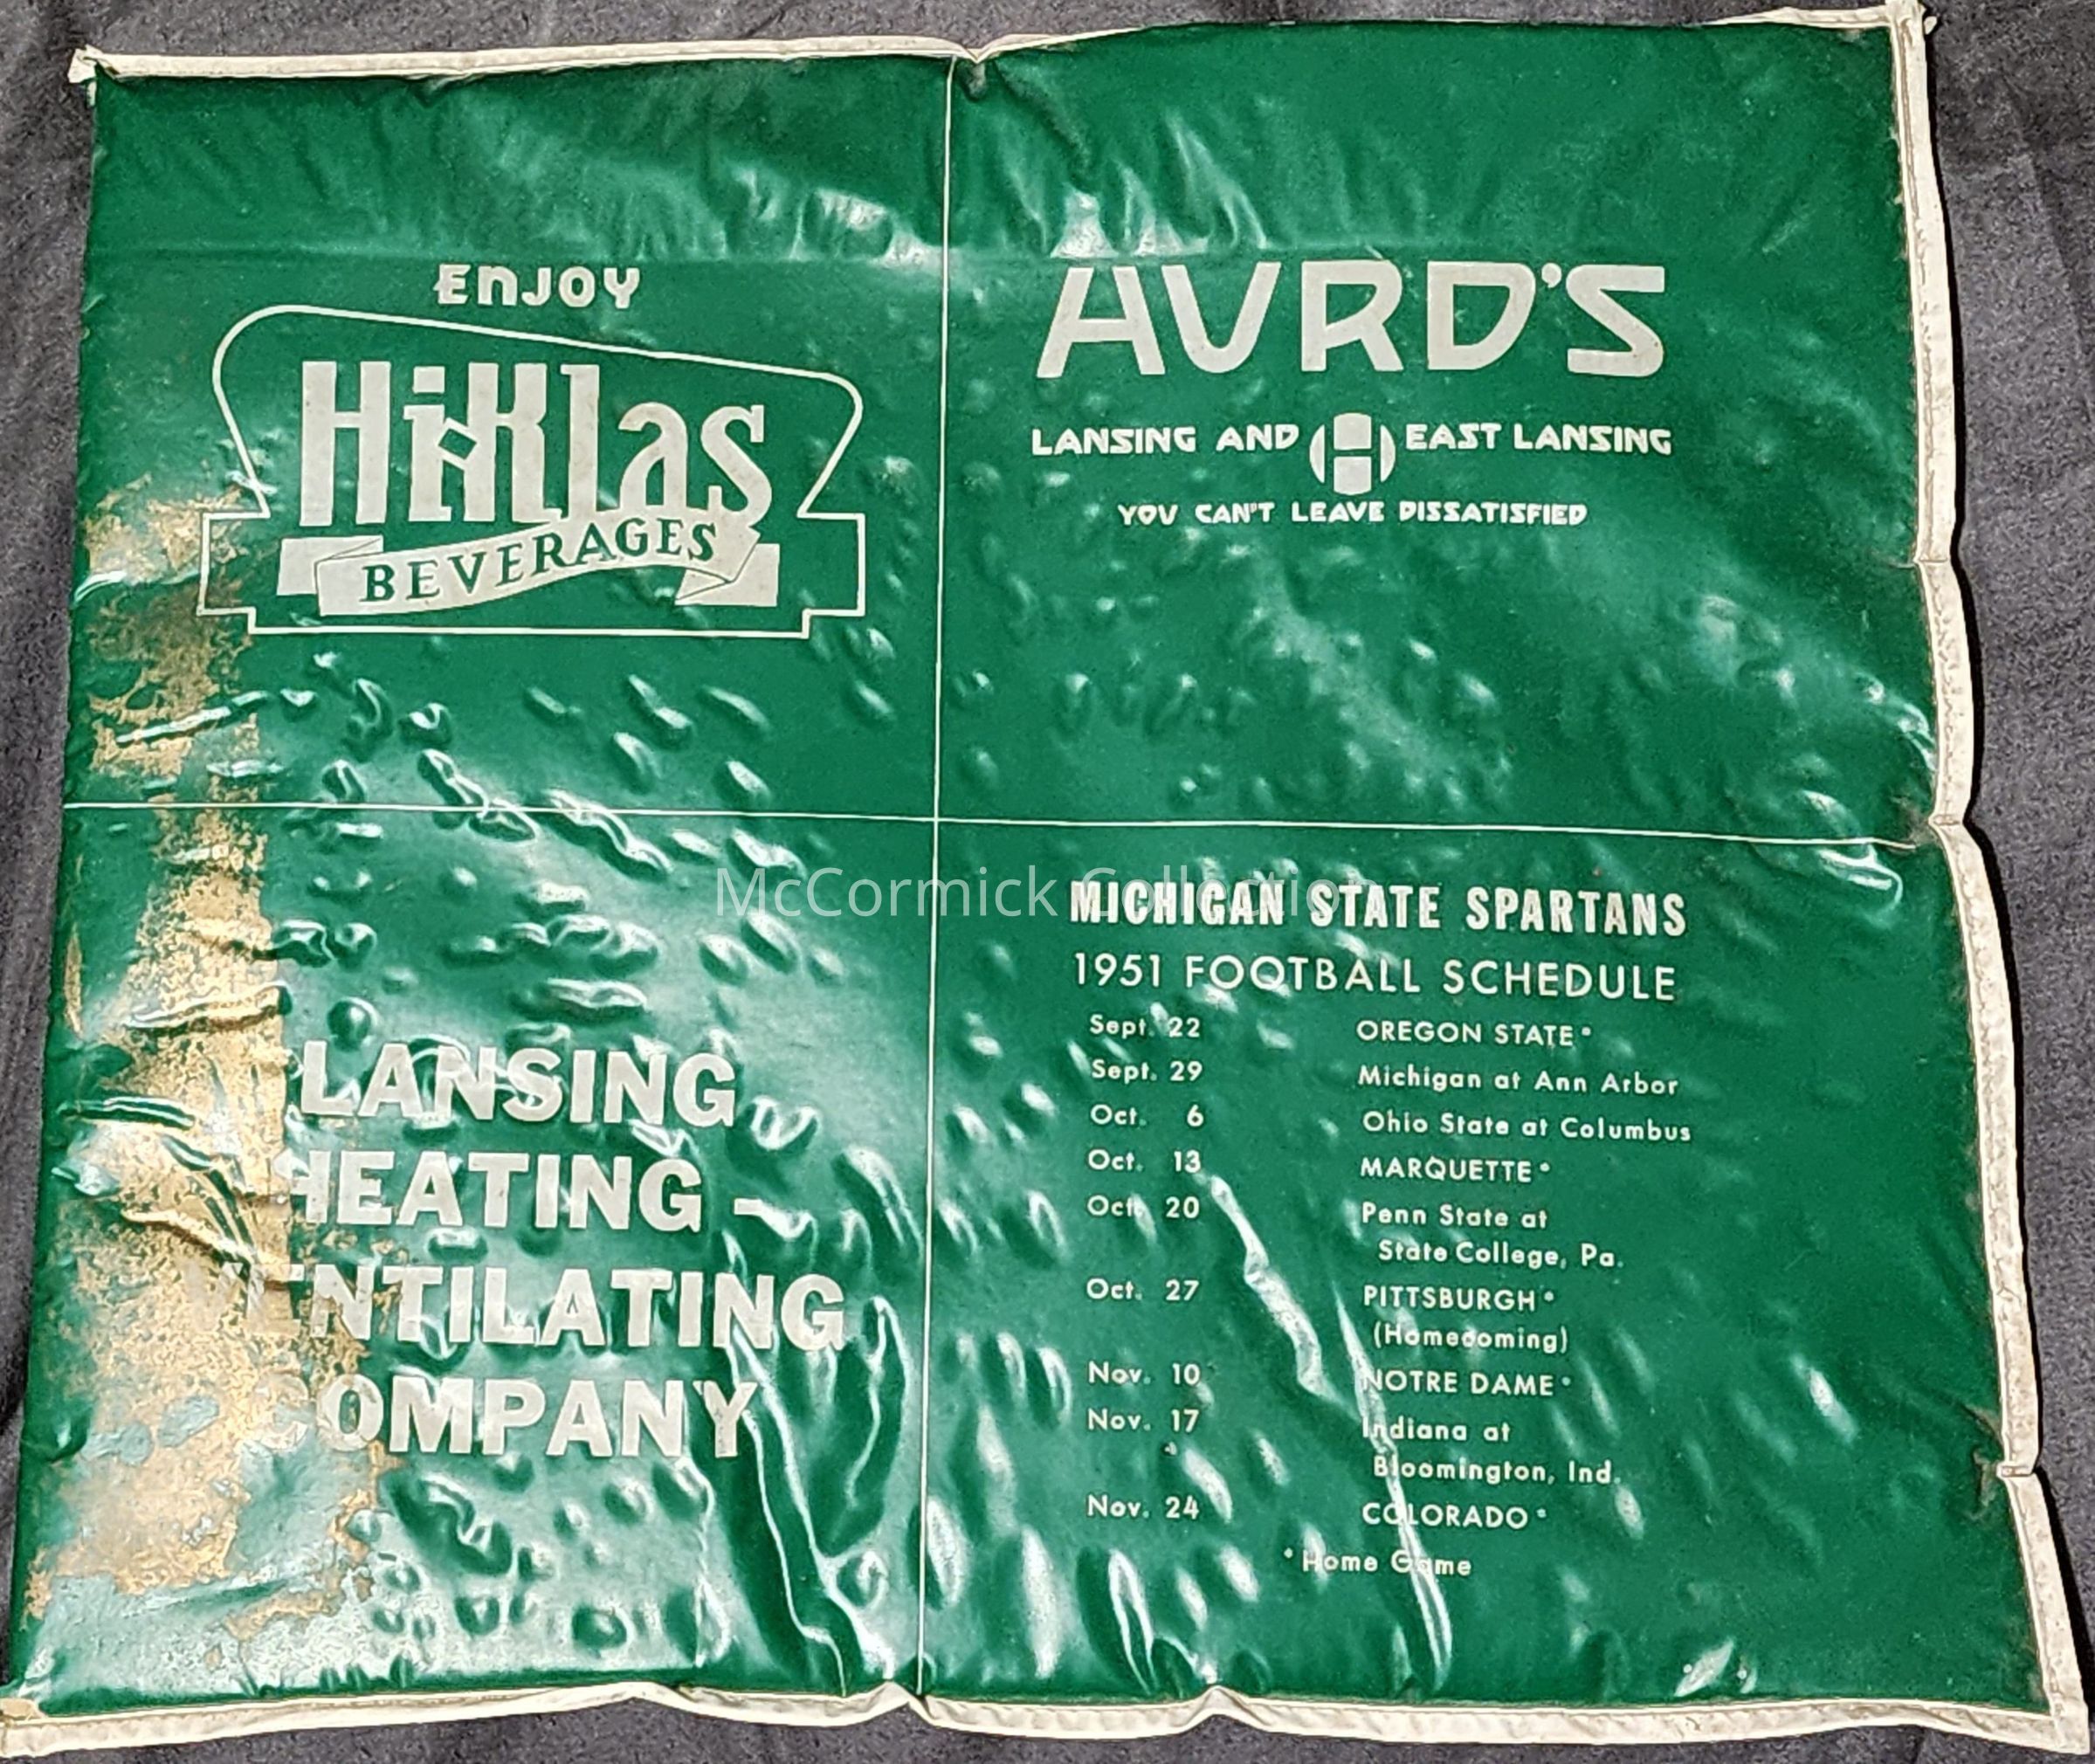 ENJOY
HiKlas
BEVERAGES
AVRD'S
LANSING AND H EAST LANSING
YOU CAN'T LEAVE DISSATISFIED
LANSING
HEATING -
VENTILATING
COMPANY
McCormick Collection
MICHIGAN STATE SPARTANS
1951 FOOTBALL SCHEDULE
Sept. 22 OREGON STATE*
Sept. 29 Michigan at Ann Arbor
Oct. 6 Ohio State at Columbus
Oct. 13 MARQUETTE*
Oct. 20 Penn State at
State College, Pa.
Oct. 27 PITTSBURGH*
(Homecoming)
Nov. 10 NOTRE DAME*
Nov. 17 Indiana at
Bloomington, Ind.
Nov. 24 COLORADO*
* Home Game